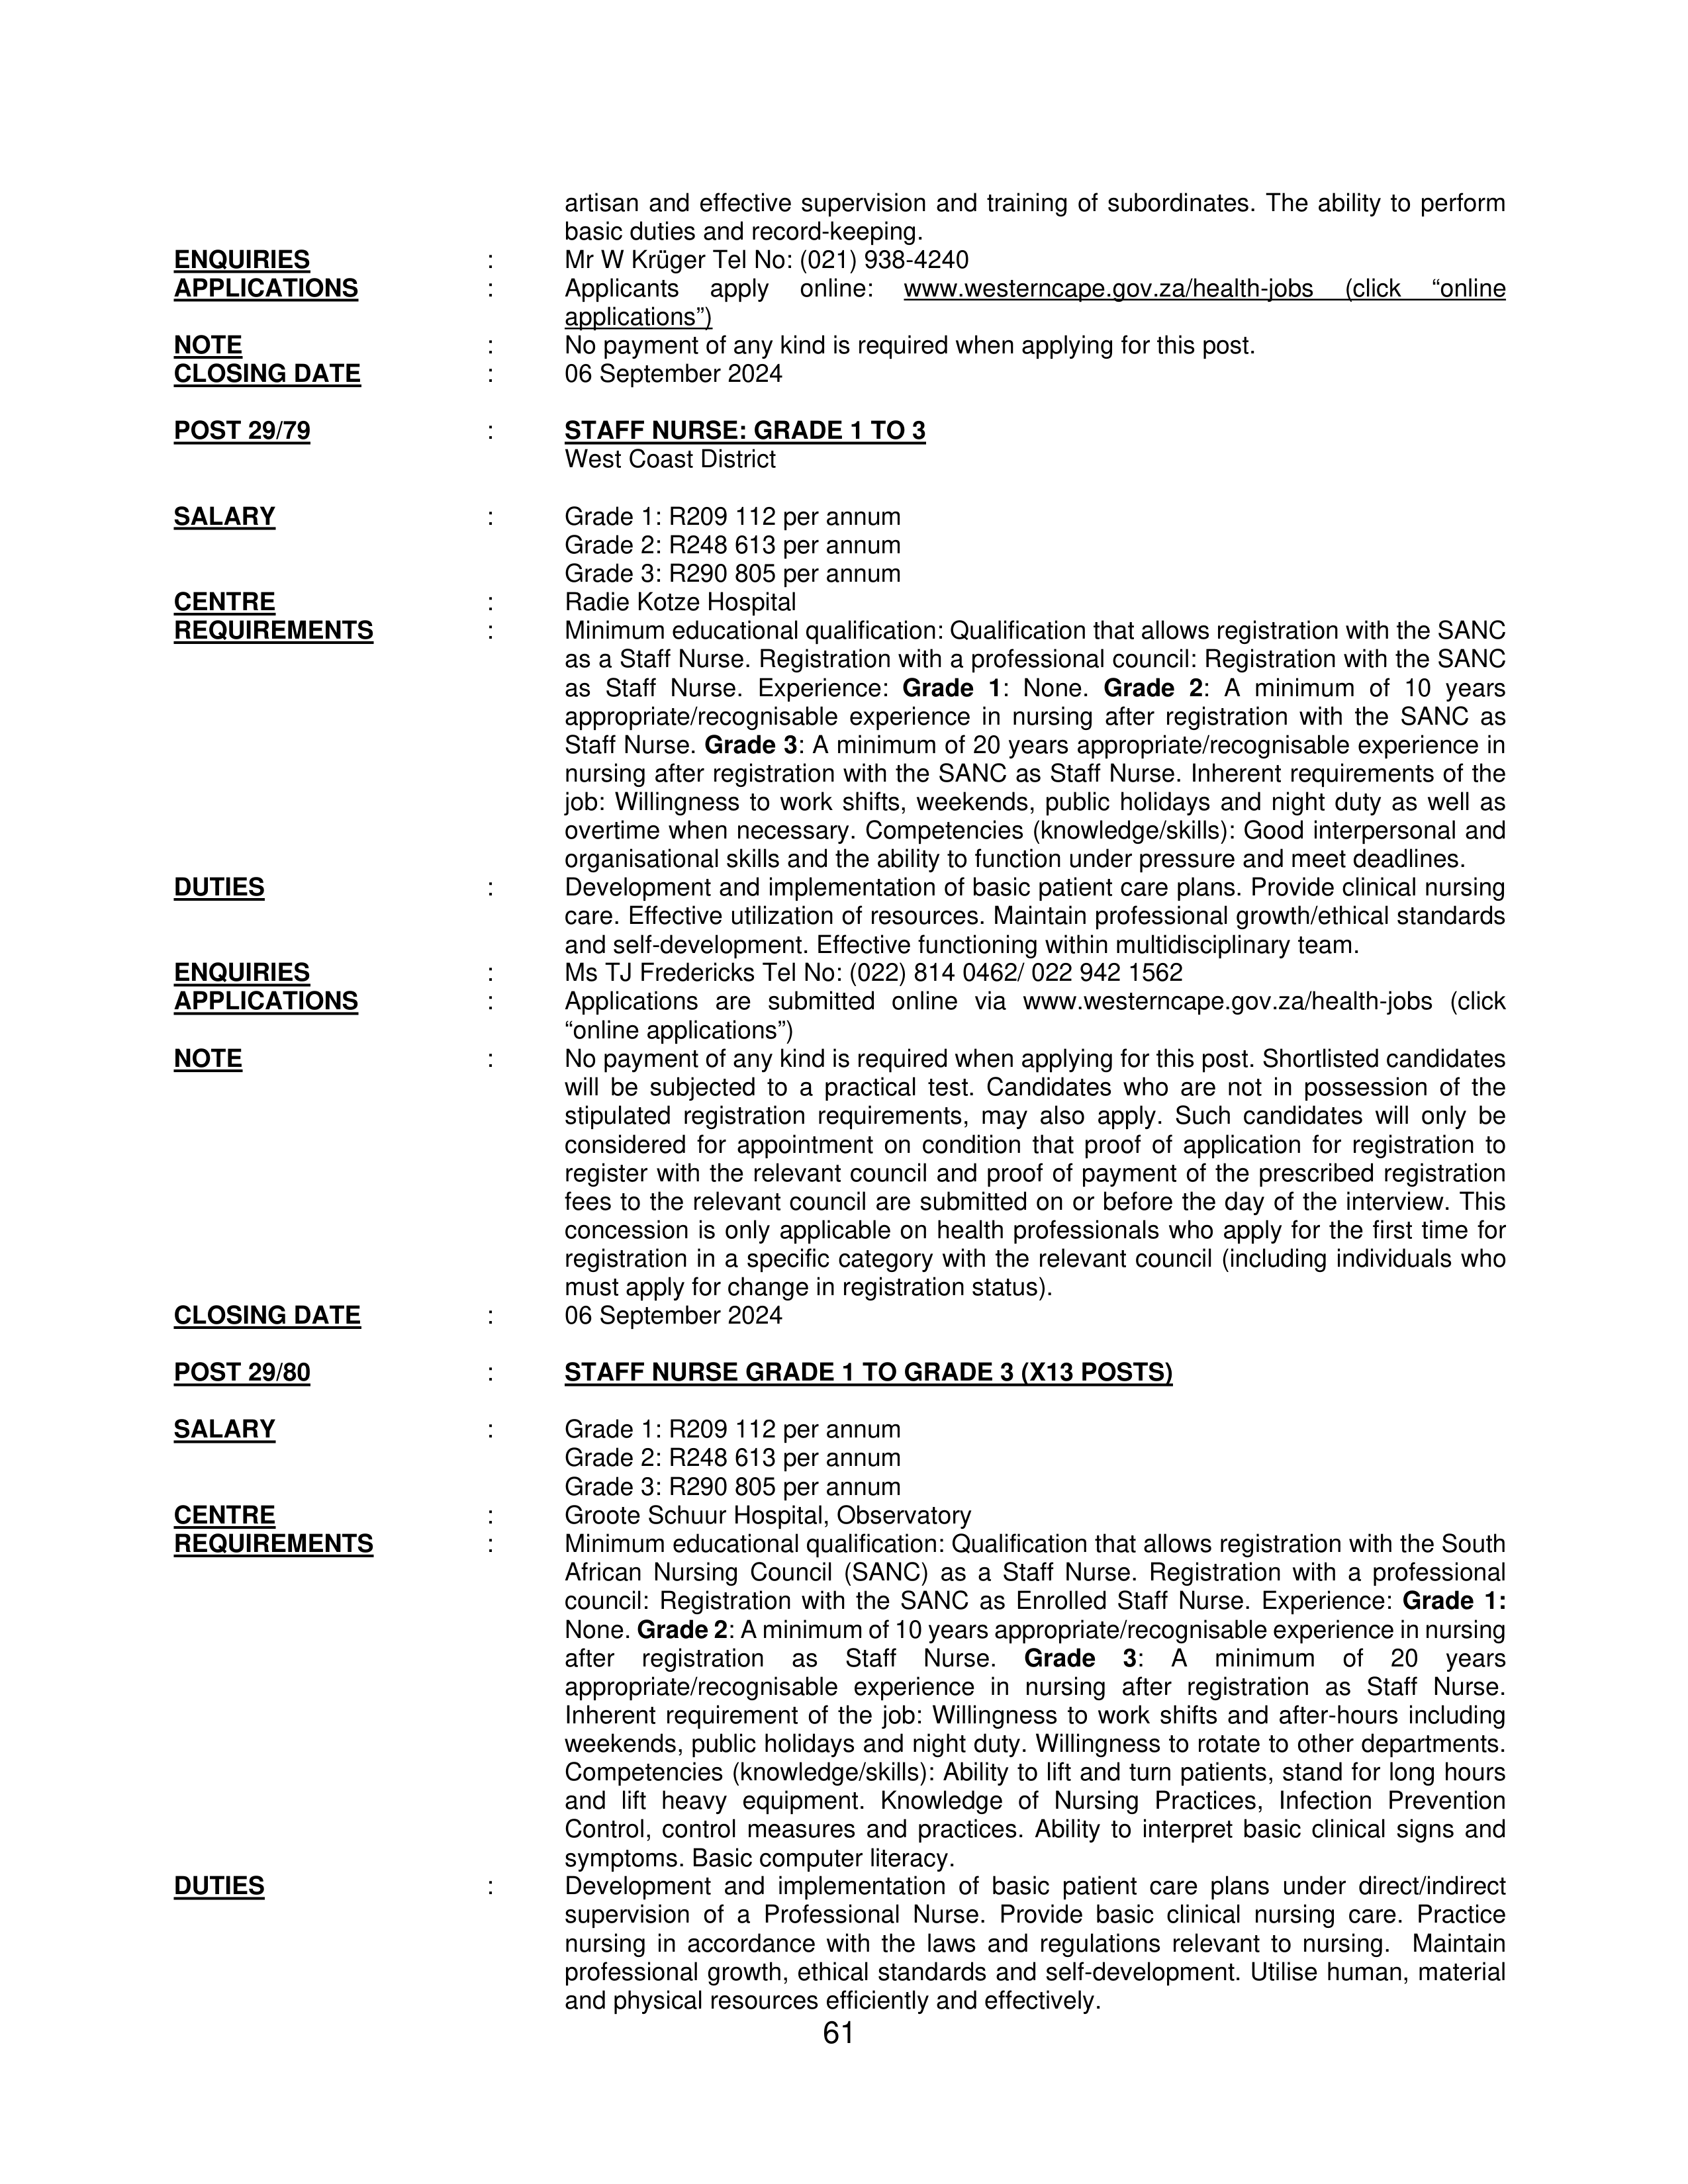 artisan and effective supervision and training of subordinates. The ability to perform
basic duties and record-keeping.
ENQUIRIES : Mr W Krüger Tel No: (021) 938-4240
APPLICATIONS : Applicants apply online: www.westerncape.gov.za/health-jobs (click “online
applications”)
NOTE : No payment of any kind is required when applying for this post.
CLOSING DATE : 06 September 2024
POST 29/79 : STAFF NURSE: GRADE 1 TO 3
West Coast District
SALARY : Grade 1: R209 112 per annum
Grade 2: R248 613 per annum
Grade 3: R290 805 per annum
CENTRE : Radie Kotze Hospital
REQUIREMENTS : Minimum educational qualification: Qualification that allows registration with the SANC
as a Staff Nurse. Registration with a professional council: Registration with the SANC
as Staff Nurse. Experience: Grade 1: None. Grade 2: A minimum of 10 years
appropriate/recognisable experience in nursing after registration with the SANC as
Staff Nurse. Grade 3: A minimum of 20 years appropriate/recognisable experience in
nursing after registration with the SANC as Staff Nurse. Inherent requirements of the
job: Willingness to work shifts, weekends, public holidays and night duty as well as
overtime when necessary. Competencies (knowledge/skills): Good interpersonal and
organisational skills and the ability to function under pressure and meet deadlines.
DUTIES : Development and implementation of basic patient care plans. Provide clinical nursing
care. Effective utilization of resources. Maintain professional growth/ethical standards
and self-development. Effective functioning within multidisciplinary team.
ENQUIRIES : Ms TJ Fredericks Tel No: (022) 814 0462/ 022 942 1562
APPLICATIONS : Applications are submitted online via www.westerncape.gov.za/health-jobs (click
“online applications”)
NOTE : No payment of any kind is required when applying for this post. Shortlisted candidates
will be subjected to a practical test. Candidates who are not in possession of the
stipulated registration requirements, may also apply. Such candidates will only be
considered for appointment on condition that proof of application for registration to
register with the relevant council and proof of payment of the prescribed registration
fees to the relevant council are submitted on or before the day of the interview. This
concession is only applicable on health professionals who apply for the first time for
registration in a specific category with the relevant council (including individuals who
must apply for change in registration status).
CLOSING DATE : 06 September 2024
POST 29/80 : STAFF NURSE GRADE 1 TO GRADE 3 (X13 POSTS)
SALARY : Grade 1: R209 112 per annum
Grade 2: R248 613 per annum
Grade 3: R290 805 per annum
CENTRE : Groote Schuur Hospital, Observatory
REQUIREMENTS : Minimum educational qualification: Qualification that allows registration with the South
African Nursing Council (SANC) as a Staff Nurse. Registration with a professional
council: Registration with the SANC as Enrolled Staff Nurse. Experience: Grade 1:
None. Grade 2: A minimum of 10 years appropriate/recognisable experience in nursing
after registration as Staff Nurse. Grade 3: A minimum of 20 years
appropriate/recognisable experience in nursing after registration as Staff Nurse.
Inherent requirement of the job: Willingness to work shifts and after-hours including
weekends, public holidays and night duty. Willingness to rotate to other departments.
Competencies (knowledge/skills): Ability to lift and turn patients, stand for long hours
and lift heavy equipment. Knowledge of Nursing Practices, Infection Prevention
Control, control measures and practices. Ability to interpret basic clinical signs and
symptoms. Basic computer literacy.
DUTIES : Development and implementation of basic patient care plans under direct/indirect
supervision of a Professional Nurse. Provide basic clinical nursing care. Practice
nursing in accordance with the laws and regulations relevant to nursing. Maintain
professional growth, ethical standards and self-development. Utilise human, material
and physical resources efficiently and effectively.
61